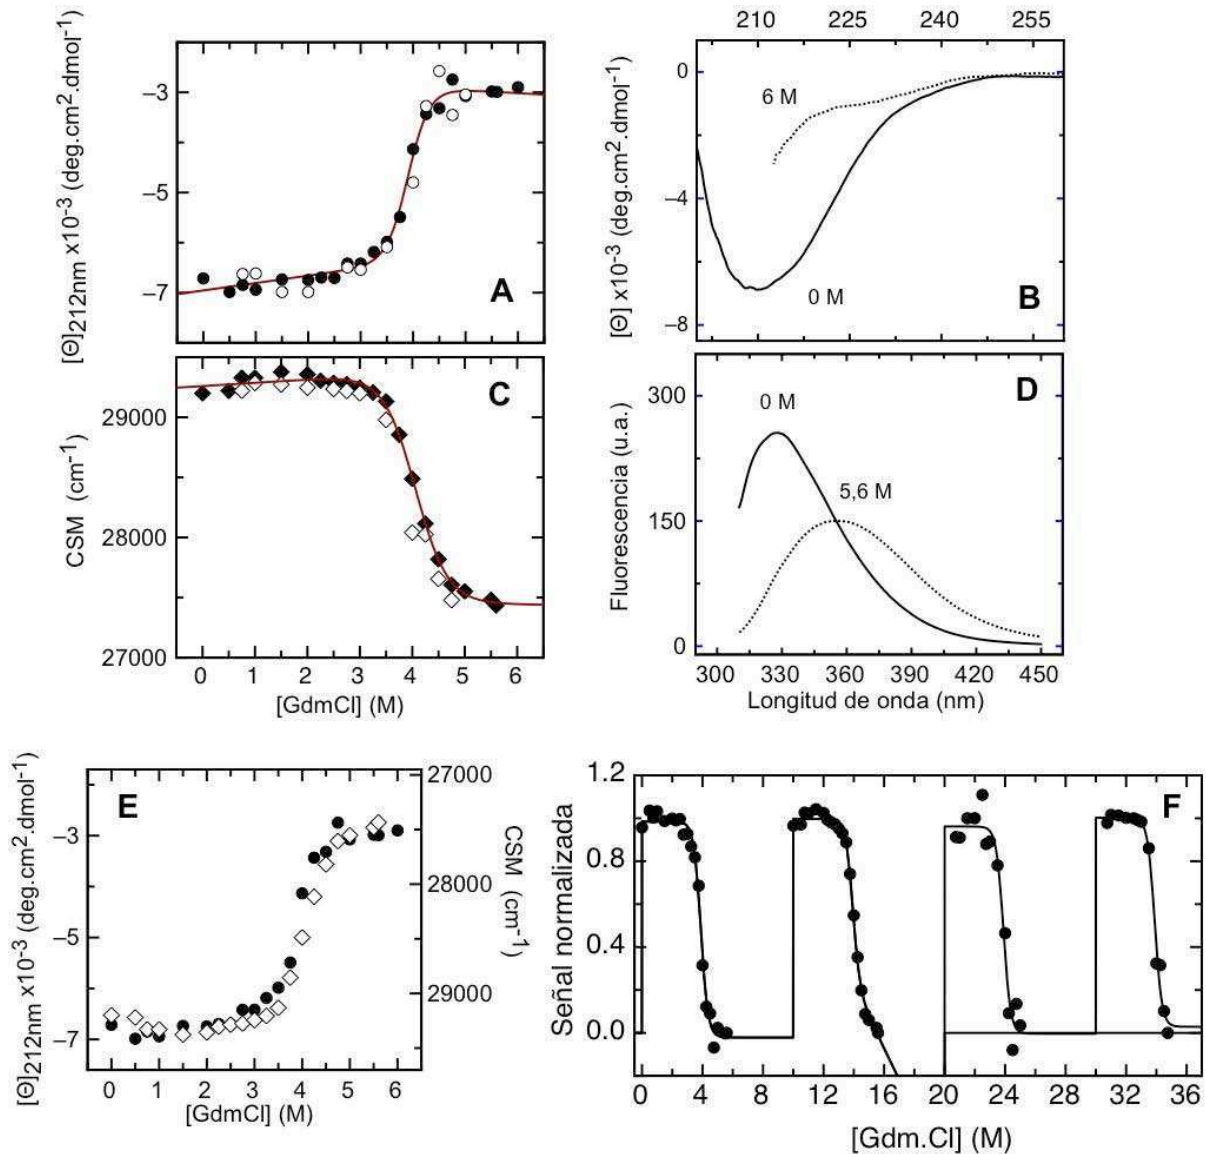 210 225 240 255
[Θ]212nm x10-3 (deg.cm2.dmol-1)
–3
–5
–7
A
[Θ] x10-3 (deg.cm2.dmol-1)
0
–4
–8
6 M
0 M
B
CSM (cm-1)
29000
28000
27000
C
0 1 2 3 4 5 6
[GdmCl] (M)
Fluorescencia (u.a.)
300
150
0
0 M
5,6 M
D
300 330 360 390 420 450
Longitud de onda (nm)
[Θ]212nm x10-3 (deg.cm2.dmol-1)
–3
–5
–7
E
27000
28000
29000
CSM (cm-1)
0 1 2 3 4 5 6
[GdmCl] (M)
Señal normalizada
1.2
0.8
0.4
0.0
F
0 4 8 12 16 20 24 28 32 36
[Gdm.Cl] (M)